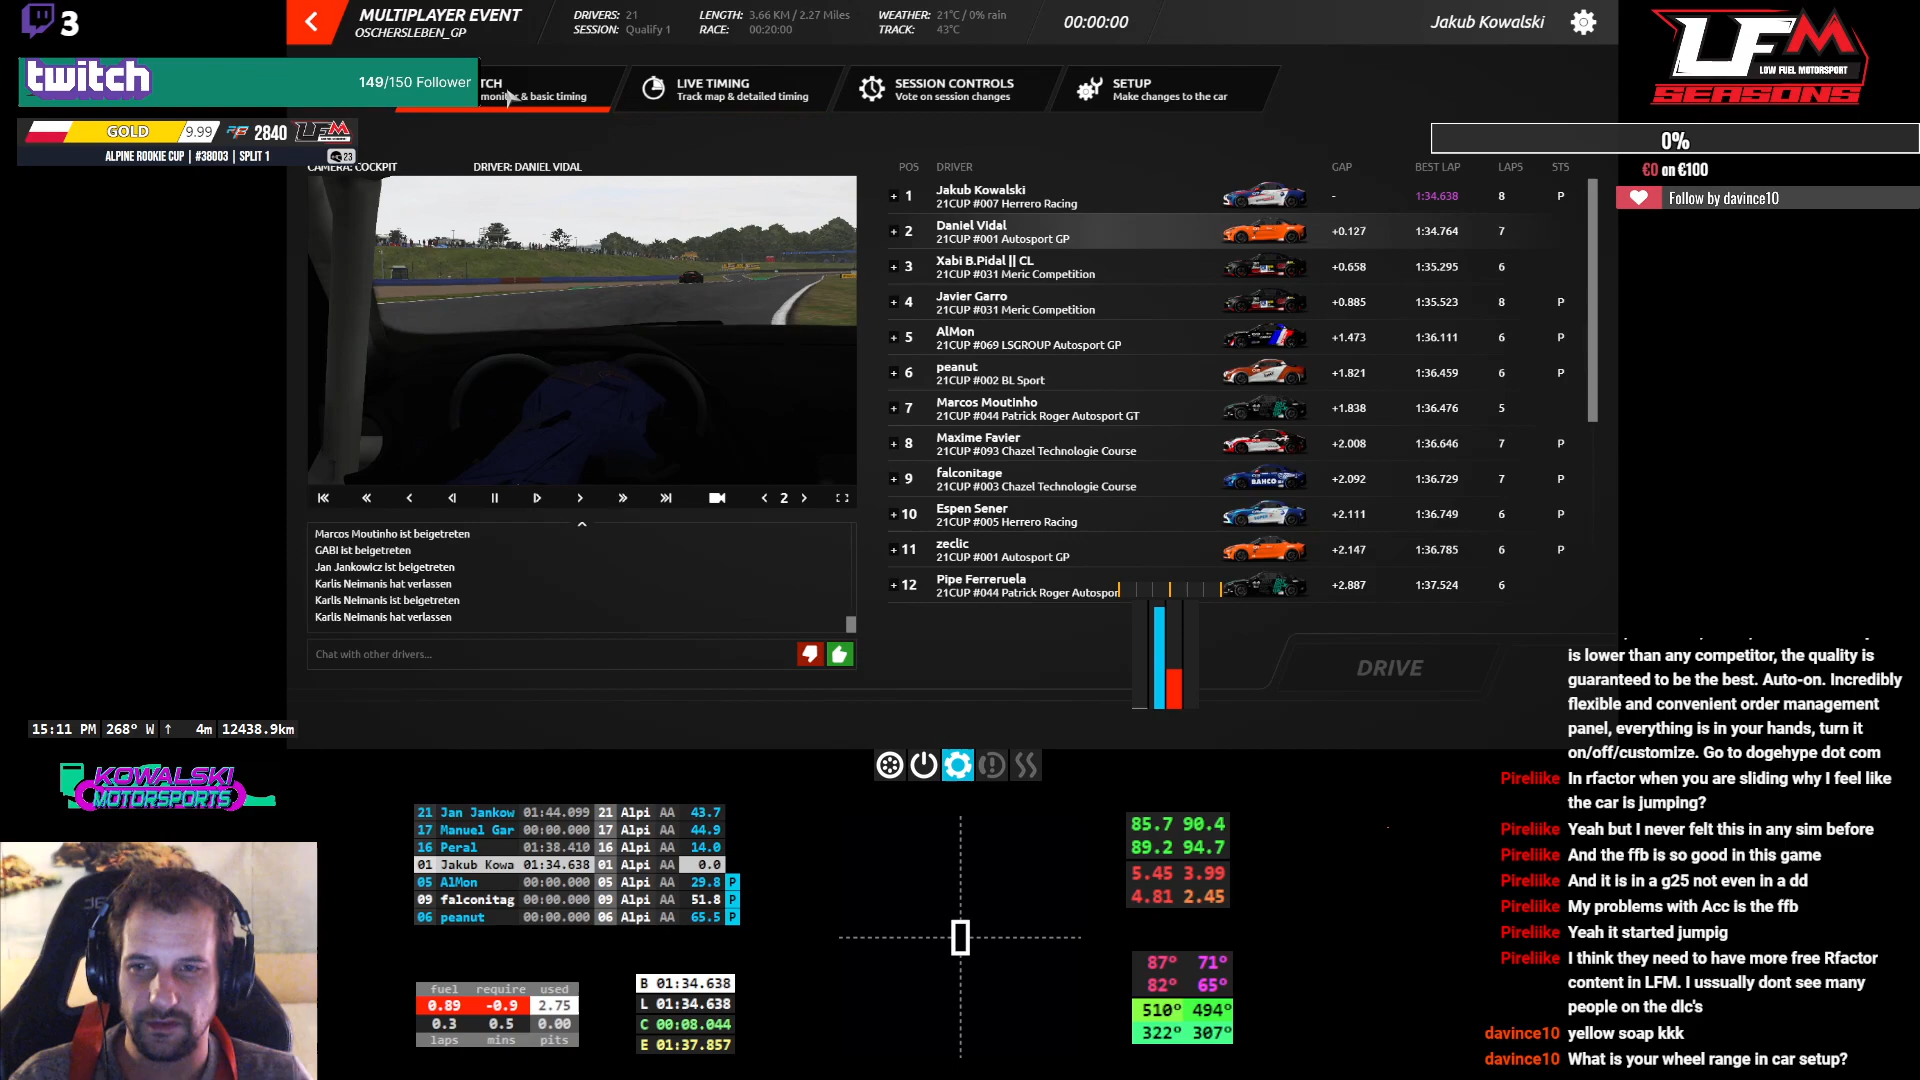 3
MULTIPLAYER EVENT
OSCHERSLEBEN_GP
DRIVERS: 21
SESSION: Qualify 1
LENGTH: 3.66 KM / 2.27 Miles
RACE: 00:20:00
WEATHER: 21°C / 0% rain
TRACK: 43°C
00:00:00
Jakub Kowalski
LFM
LOW FUEL MOTORSPORT
SEASONS
twitch
149/150 Follower
TCH
monitor & basic timing
LIVE TIMING
Track map & detailed timing
SESSION CONTROLS
Vote on session changes
SETUP
Make changes to the car
GOLD 9.99 2840 LFM
ALPINE ROOKIE CUP | #38003 | SPLIT 1
23
0%
€0 on €100
Follow by davince10
CAMERA: COCKPIT
DRIVER: DANIEL VIDAL
POS DRIVER GAP BEST LAP LAPS STS
+ 1 Jakub Kowalski - 1:34.638 8 P
21CUP #007 Herrero Racing
+ 2 Daniel Vidal +0.127 1:34.764 7
21CUP #001 Autosport GP
+ 3 Xabi B.Pidal || CL +0.658 1:35.295 6
21CUP #031 Meric Competition
+ 4 Javier Garro +0.885 1:35.523 8 P
21CUP #031 Meric Competition
+ 5 AlMon +1.473 1:36.111 6 P
21CUP #069 LSGROUP Autosport GP
+ 6 peanut +1.821 1:36.459 6 P
21CUP #002 BL Sport
+ 7 Marcos Moutinho +1.838 1:36.476 5
21CUP #044 Patrick Roger Autosport GT
+ 8 Maxime Favier +2.008 1:36.646 7 P
21CUP #093 Chazel Technologie Course
+ 9 falconitage +2.092 1:36.729 7 P
21CUP #003 Chazel Technologie Course
BAHCO
+ 10 Espen Sener +2.111 1:36.749 6 P
21CUP #005 Herrero Racing
+ 11 zeclic +2.147 1:36.785 6 P
21CUP #001 Autosport GP
+ 12 Pipe Ferreruela +2.887 1:37.524 6
21CUP #044 Patrick Roger Autospor
2
Marcos Moutinho ist beigetreten
GABI ist beigetreten
Jan Jankowicz ist beigetreten
Karlis Neimanis hat verlassen
Karlis Neimanis ist beigetreten
Karlis Neimanis hat verlassen
Chat with other drivers...
DRIVE
15:11 PM 268° W ↑ 4m 12438.9km
KOWALSKI
MOTORSPORTS
21 Jan Jankow 01:44.099 21 Alpi AA 43.7
17 Manuel Gar 00:00.000 17 Alpi AA 44.9
16 Peral 01:38.410 16 Alpi AA 14.0
01 Jakub Kowa 01:34.638 01 Alpi AA 0.0
05 AlMon 00:00.000 05 Alpi AA 29.8 P
09 falconitag 00:00.000 09 Alpi AA 51.8 P
06 peanut 00:00.000 06 Alpi AA 65.5 P
fuel require used
0.89 -0.9 2.75
0.3 0.5 0.00
laps mins pits
B 01:34.638
L 01:34.638
C 00:08.044
E 01:37.857
85.7 90.4
89.2 94.7
5.45 3.99
4.81 2.45
87° 71°
82° 65°
510° 494°
322° 307°
is lower than any competitor, the quality is
guaranteed to be the best. Auto-on. Incredibly
flexible and convenient order management
panel, everything is in your hands, turn it
on/off/customize. Go to dogehype dot com
Pireliike In rfactor when you are sliding why I feel like
the car is jumping?
Pireliike Yeah but I never felt this in any sim before
Pireliike And the ffb is so good in this game
Pireliike And it is in a g25 not even in a dd
Pireliike My problems with Acc is the ffb
Pireliike Yeah it started jumpig
Pireliike I think they need to have more free Rfactor
content in LFM. I ussually dont see many
people on the dlc's
davince10 yellow soap kkk
davince10 What is your wheel range in car setup?